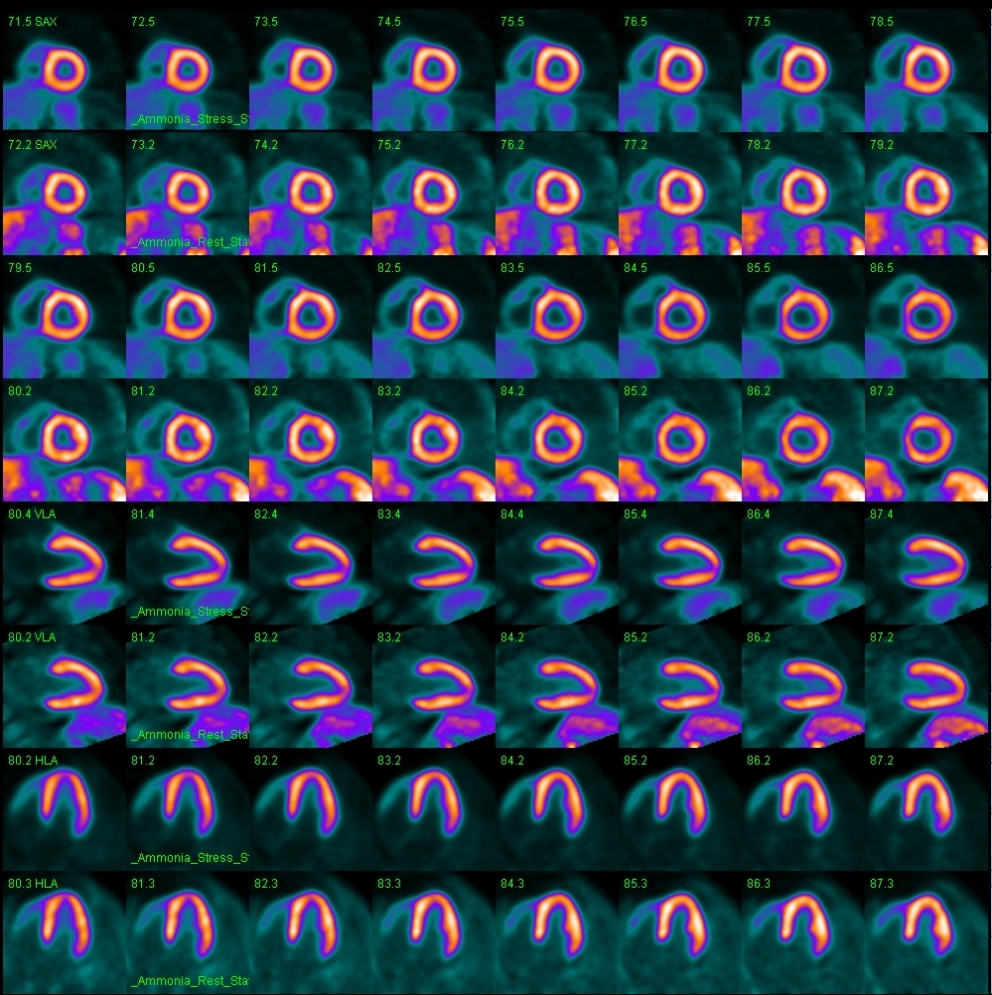 71.5 SAX 72.5 73.5 74.5 75.5 76.5 77.5 78.5
_Ammonia_Stress_S
72.2 SAX 73.2 74.2 75.2 76.2 77.2 78.2 79.2
_Ammonia_Rest_Sta
79.5 80.5 81.5 82.5 83.5 84.5 85.5 86.5
80.2 81.2 82.2 83.2 84.2 85.2 86.2 87.2
80.4 VLA 81.4 82.4 83.4 84.4 85.4 86.4 87.4
_Ammonia_Stress_S
80.2 VLA 81.2 82.2 83.2 84.2 85.2 86.2 87.2
_Ammonia_Rest_Sta
80.2 HLA 81.2 82.2 83.2 84.2 85.2 86.2 87.2
_Ammonia_Stress_S
80.3 HLA 81.3 82.3 83.3 84.3 85.3 86.3 87.3
_Ammonia_Rest_Sta